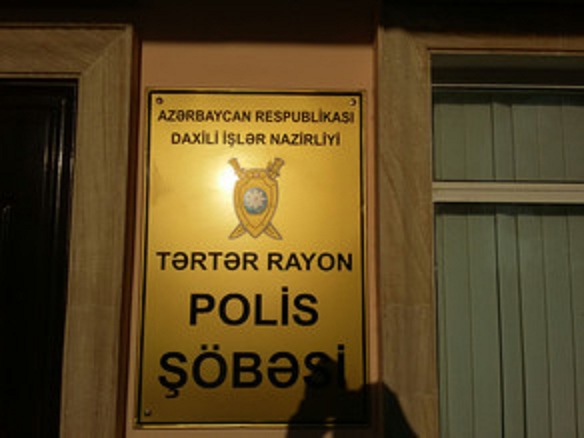 AZƏRBAYCAN RESPUBLİKASI
DAXİLİ İŞLƏR NAZİRLİYİ
TƏRTƏR RAYON
POLİS
ŞÖBƏSİ